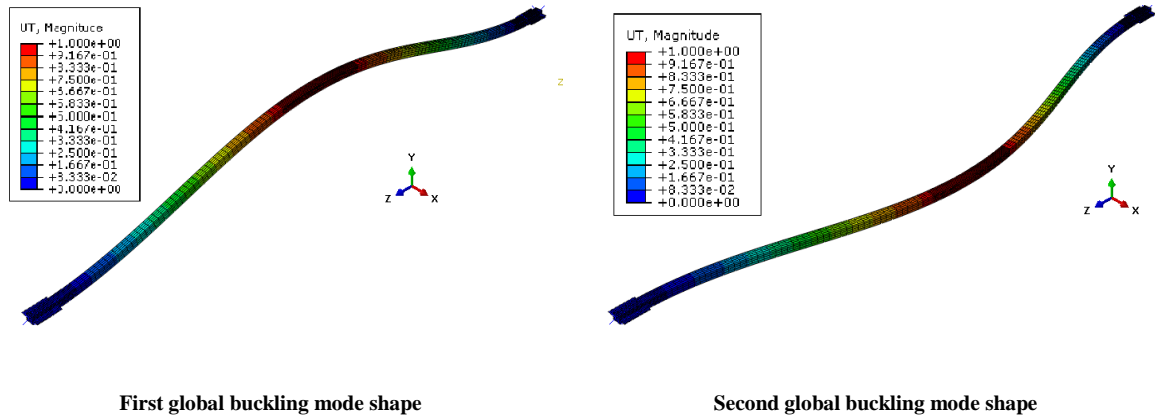 UT, Magnitude
+1.000e+00
+9.167e-01
+8.333e-01
+7.500e-01
+6.667e-01
+5.833e-01
+5.000e-01
+4.167e-01
+3.333e-01
+2.500e-01
+1.667e-01
+8.333e-02
+0.000e+00
Z
Y
Z
X
UT, Magnitude
+1.000e+00
+9.167e-01
+8.333e-01
+7.500e-01
+6.667e-01
+5.833e-01
+5.000e-01
+4.167e-01
+3.333e-01
+2.500e-01
+1.667e-01
+8.333e-02
+0.000e+00
Y
Z
X
First global buckling mode shape
Second global buckling mode shape